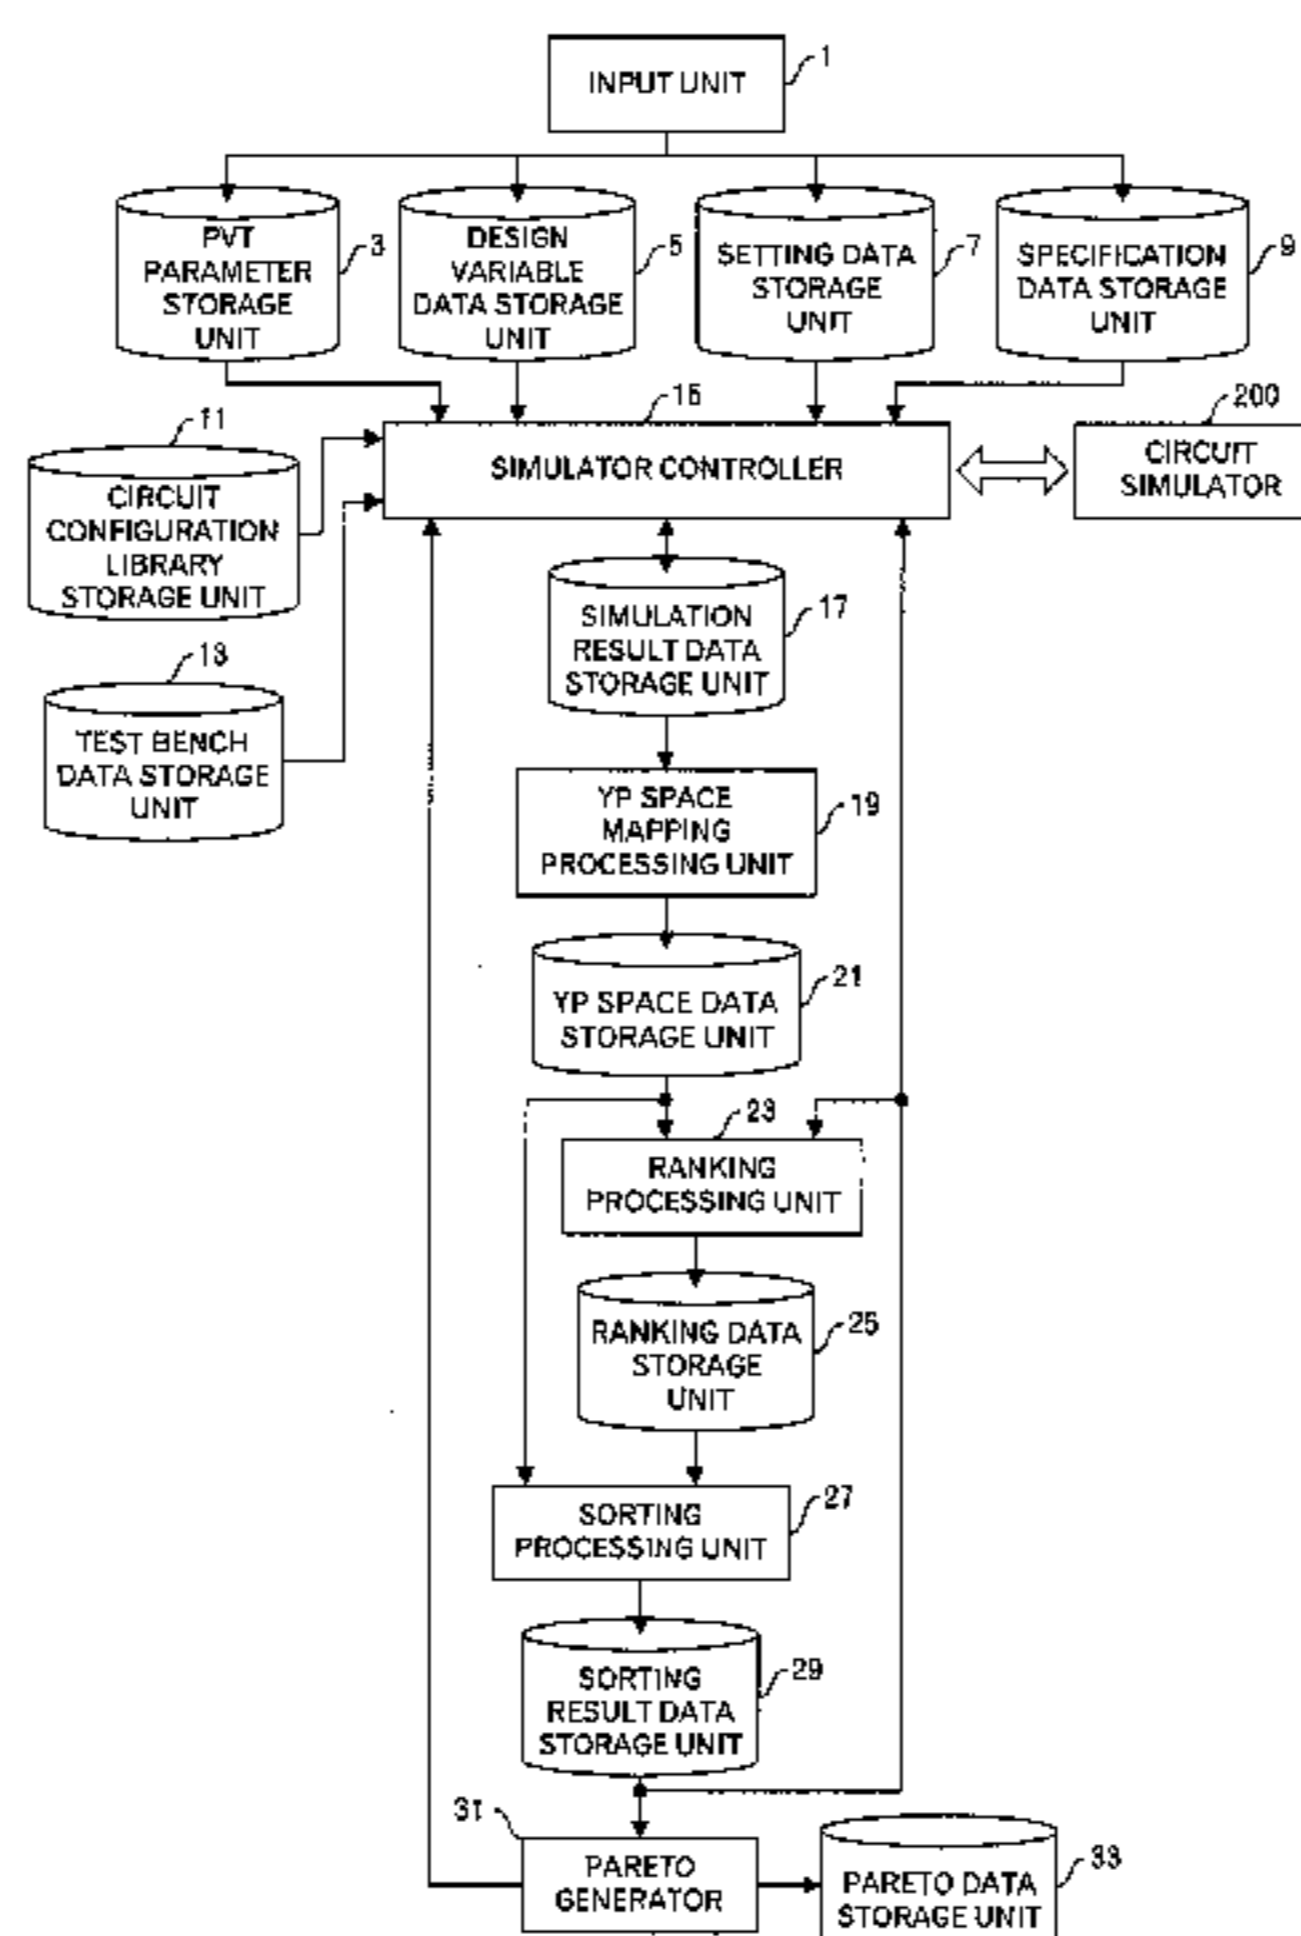 INPUT UNIT
1
PVT
PARAMETER
STORAGE
UNIT
3
DESIGN
VARIABLE
DATA STORAGE
UNIT
5
SETTING DATA
STORAGE
UNIT
7
SPECIFICATION
DATA STORAGE
UNIT
9
11
CIRCUIT
CONFIGURATION
LIBRARY
STORAGE UNIT
15
SIMULATOR CONTROLLER
200
CIRCUIT
SIMULATOR
13
TEST BENCH
DATA STORAGE
UNIT
SIMULATION
RESULT DATA
STORAGE UNIT
17
YP SPACE
MAPPING
PROCESSING UNIT
19
YP SPACE DATA
STORAGE UNIT
21
23
RANKING
PROCESSING UNIT
RANKING DATA
STORAGE
UNIT
25
SORTING
PROCESSING UNIT
27
SORTING
RESULT DATA
STORAGE UNIT
29
31
PARETO
GENERATOR
PARETO DATA
STORAGE UNIT
33